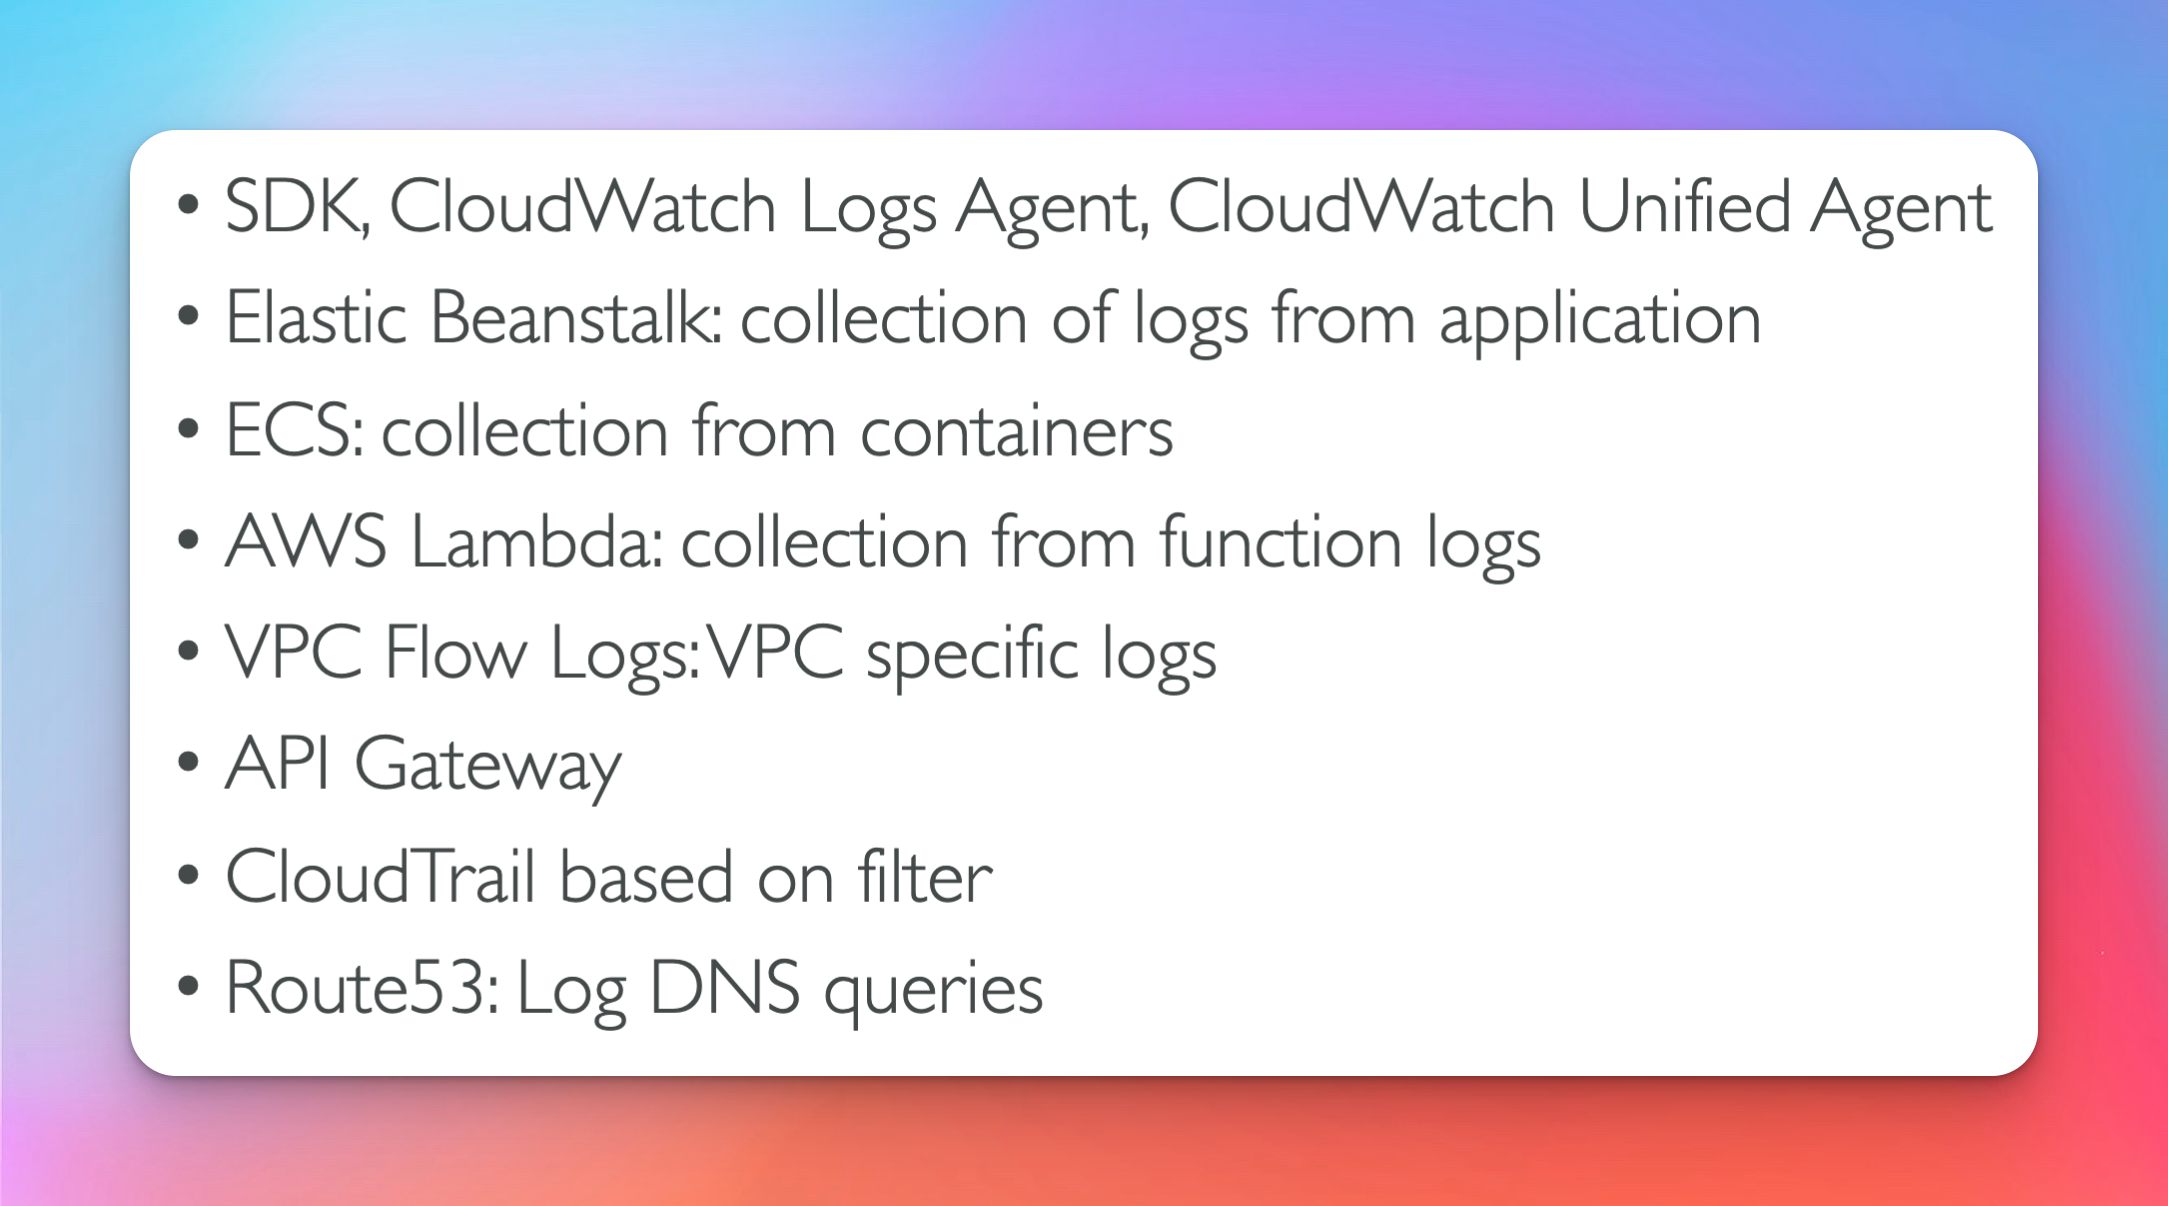 • SDK, CloudWatch Logs Agent, CloudWatch Unified Agent
• Elastic Beanstalk: collection of logs from application
• ECS: collection from containers
• AWS Lambda: collection from function logs
• VPC Flow Logs: VPC specific logs
• API Gateway
• CloudTrail based on filter
• Route53: Log DNS queries